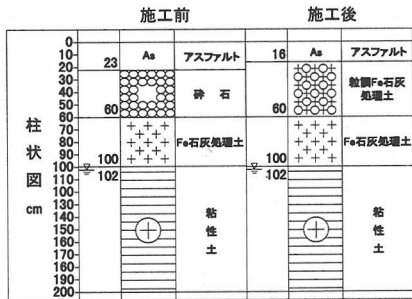 施工前 施工後
0
10
20
30
40
50
60
70
80
90
100
110
120
130
140
150
160
170
180
190
200
柱状図 cm
23 As アスファルト
60 砕石
100 Fe石灰処理土
102
粘性土
16 As アスファルト
60 粒調Fe石灰
処理土
100 Fe石灰処理土
102
粘性土